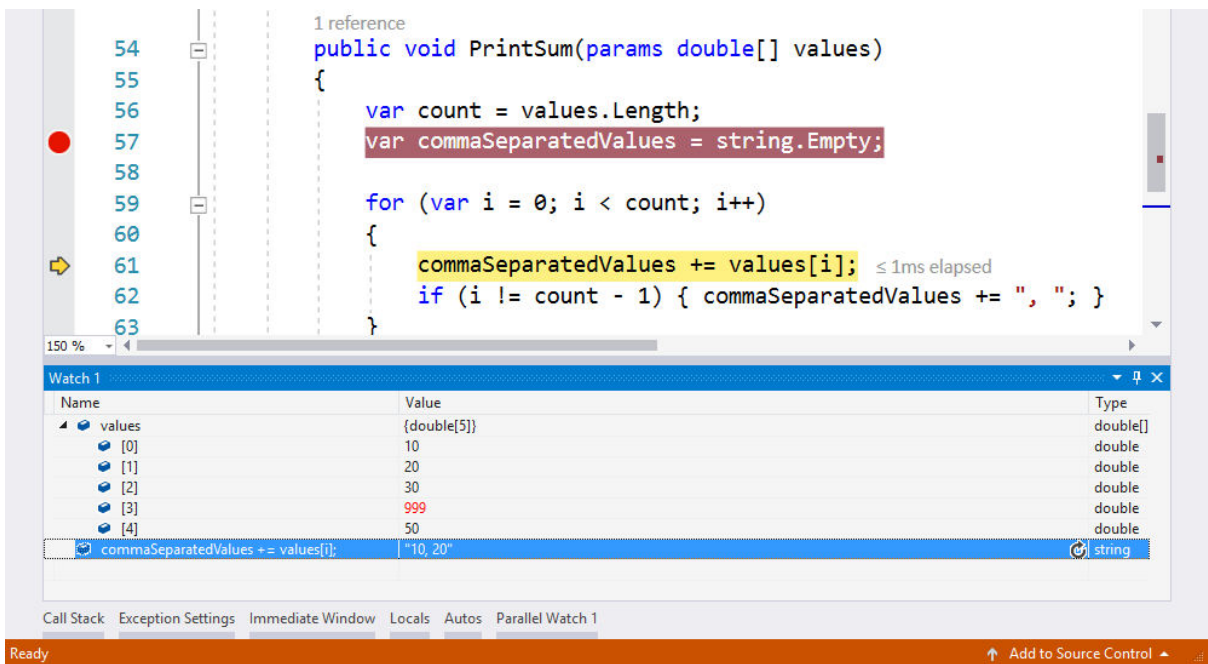 1 reference
54 public void PrintSum(params double[] values)
55 {
56 var count = values.Length;
57 var commaSeparatedValues = string.Empty;
58
59 for (var i = 0; i < count; i++)
60 {
61 commaSeparatedValues += values[i]; ≤ 1ms elapsed
62 if (i != count - 1) { commaSeparatedValues += ", "; }
63 }
150 %
Watch 1
Name Value Type
values {double[5]} double[]
[0] 10 double
[1] 20 double
[2] 30 double
[3] 999 double
[4] 50 double
commaSeparatedValues += values[i]; "10, 20" string
Call Stack Exception Settings Immediate Window Locals Autos Parallel Watch 1
Ready Add to Source Control